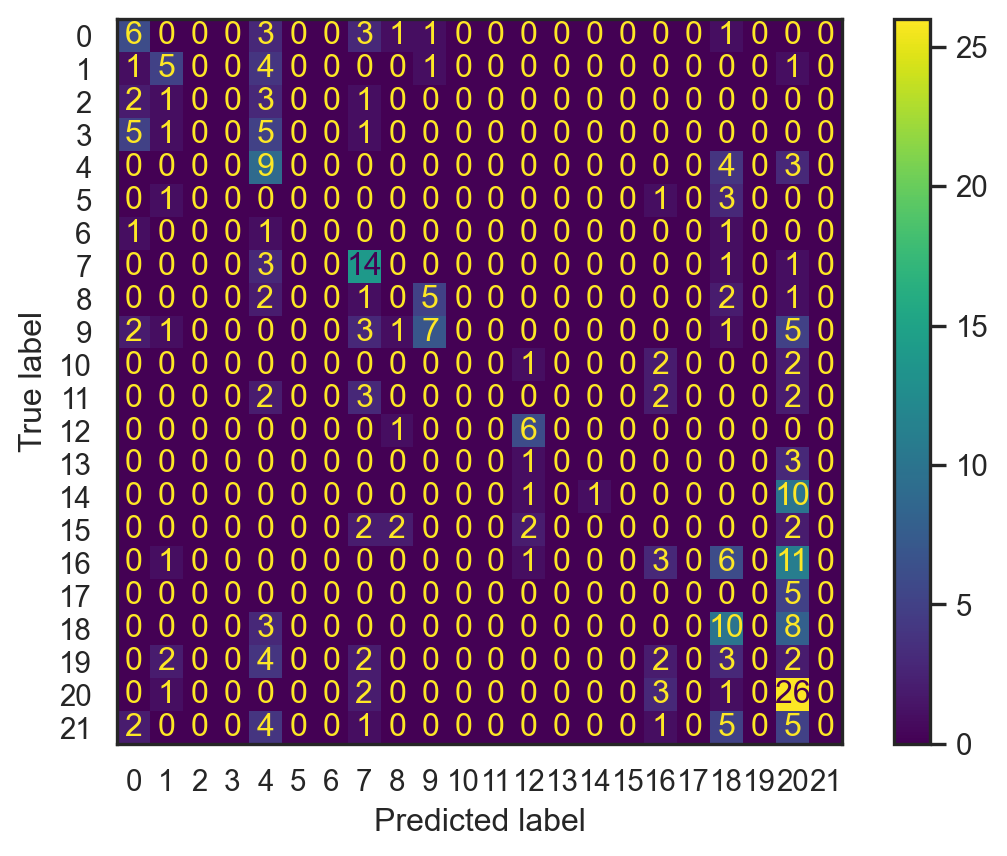 0 6 0 0 0 3 0 0 3 1 1 0 0 0 0 0 0 0 0 1 0 0 0
1 1 5 0 0 4 0 0 0 0 1 0 0 0 0 0 0 0 0 0 0 1 0
2 2 1 0 0 3 0 0 1 0 0 0 0 0 0 0 0 0 0 0 0 0 0
3 5 1 0 0 5 0 0 1 0 0 0 0 0 0 0 0 0 0 0 0 0 0
4 0 0 0 0 9 0 0 0 0 0 0 0 0 0 0 0 0 0 4 0 3 0
5 0 1 0 0 0 0 0 0 0 0 0 0 0 0 0 0 1 0 3 0 0 0
6 1 0 0 0 1 0 0 0 0 0 0 0 0 0 0 0 0 0 1 0 0 0
7 0 0 0 0 3 0 0 14 0 0 0 0 0 0 0 0 0 0 1 0 1 0
8 0 0 0 0 2 0 0 1 0 5 0 0 0 0 0 0 0 0 2 0 1 0
9 2 1 0 0 0 0 0 3 1 7 0 0 0 0 0 0 0 0 1 0 5 0
10 0 0 0 0 0 0 0 0 0 0 0 0 1 0 0 0 2 0 0 0 2 0
11 0 0 0 0 2 0 0 3 0 0 0 0 0 0 0 0 2 0 0 0 2 0
12 0 0 0 0 0 0 0 0 1 0 0 0 6 0 0 0 0 0 0 0 0 0
13 0 0 0 0 0 0 0 0 0 0 0 0 1 0 0 0 0 0 0 0 3 0
14 0 0 0 0 0 0 0 0 0 0 0 0 1 0 1 0 0 0 0 0 10 0
15 0 0 0 0 0 0 0 2 2 0 0 0 2 0 0 0 0 0 0 0 2 0
16 0 1 0 0 0 0 0 0 0 0 0 0 1 0 0 0 3 0 6 0 11 0
17 0 0 0 0 0 0 0 0 0 0 0 0 0 0 0 0 0 0 0 0 5 0
18 0 0 0 0 3 0 0 0 0 0 0 0 0 0 0 0 0 0 10 0 8 0
19 0 2 0 0 4 0 0 2 0 0 0 0 0 0 0 0 2 0 3 0 2 0
20 0 1 0 0 0 0 0 2 0 0 0 0 0 0 0 0 3 0 1 0 26 0
21 2 0 0 0 4 0 0 1 0 0 0 0 0 0 0 0 1 0 5 0 5 0
0 1 2 3 4 5 6 7 8 9 10 11 12 13 14 15 16 17 18 19 20 21
Predicted label
True label
25
20
15
10
5
0